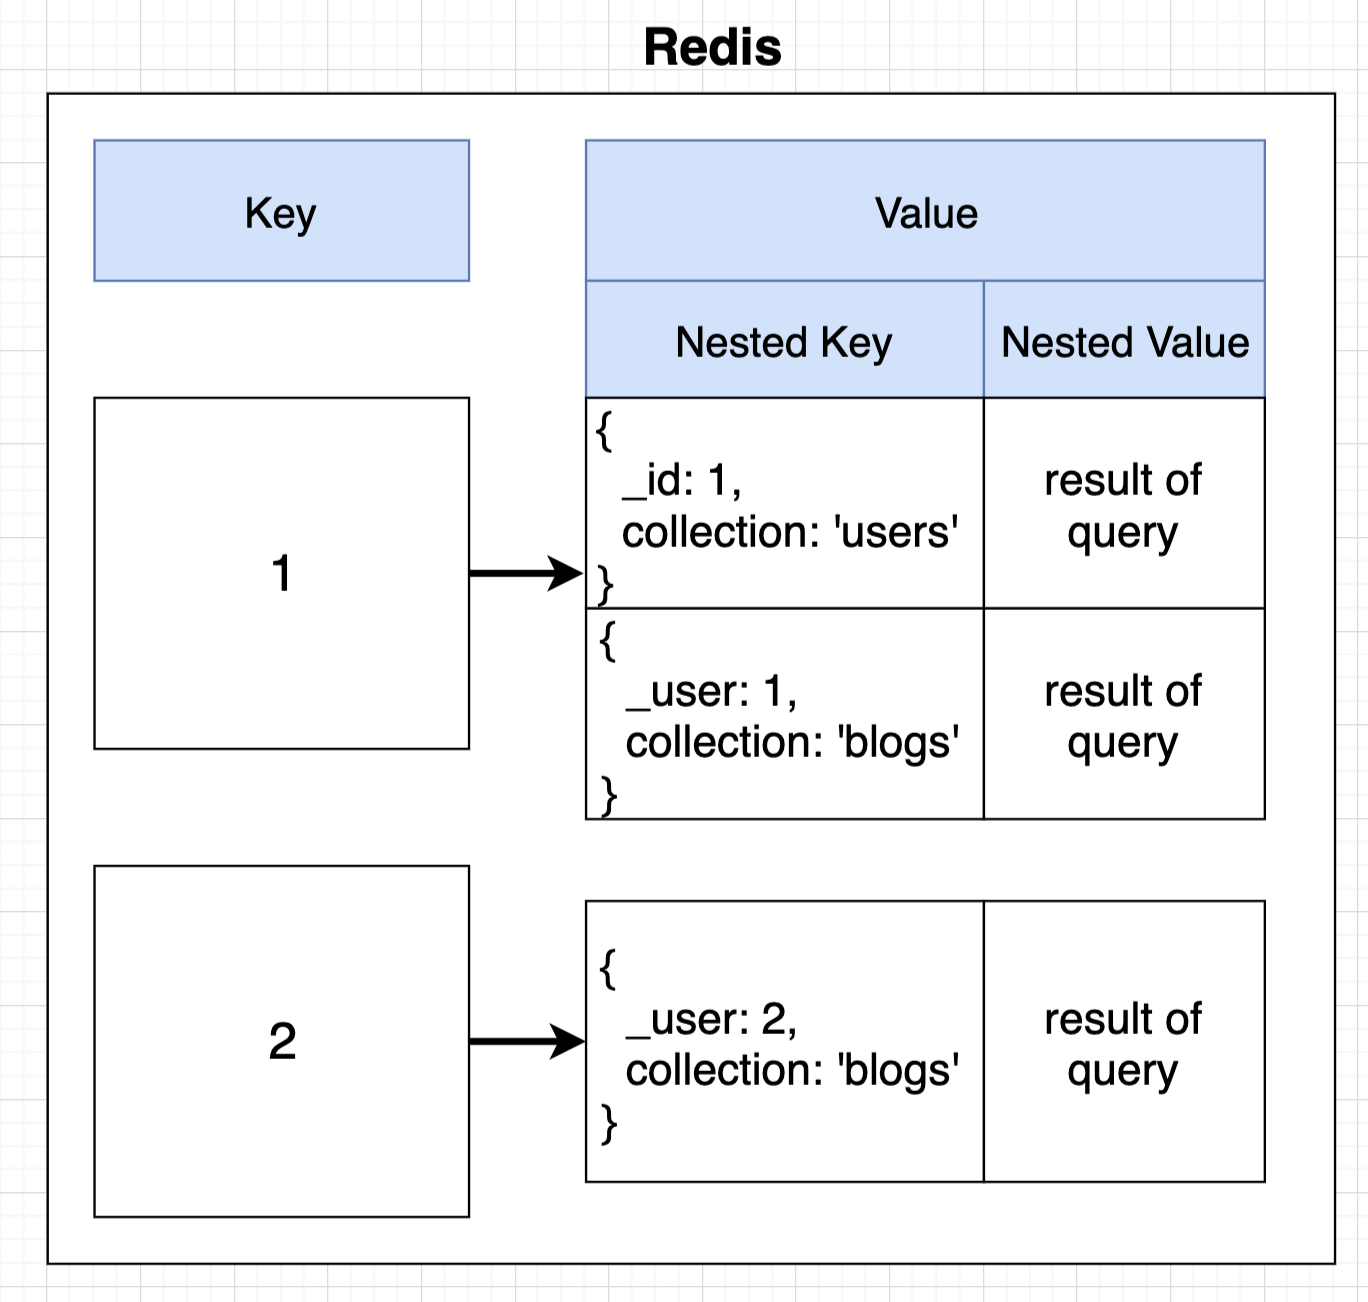 Redis
Key
Value
Nested Key
Nested Value
1
{
_id: 1,
collection: 'users'
}
result of
query
{
_user: 1,
collection: 'blogs'
}
result of
query
2
{
_user: 2,
collection: 'blogs'
}
result of
query